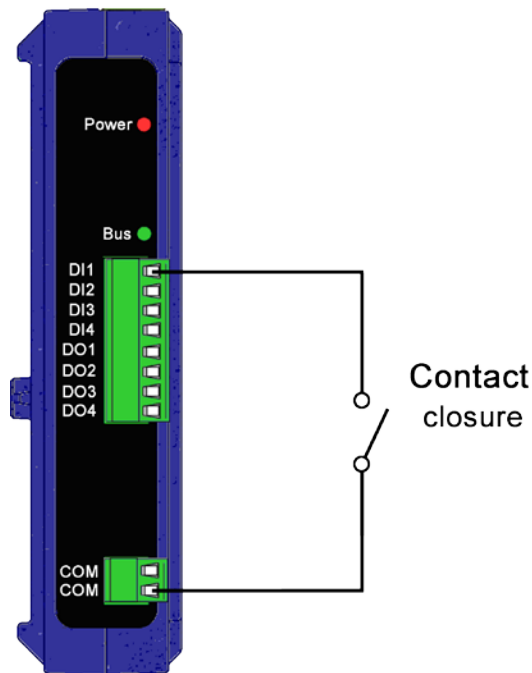 Power
Bus
DI1
DI2
DI3
DI4
DO1
DO2
DO3
DO4
Contact
closure
COM
COM